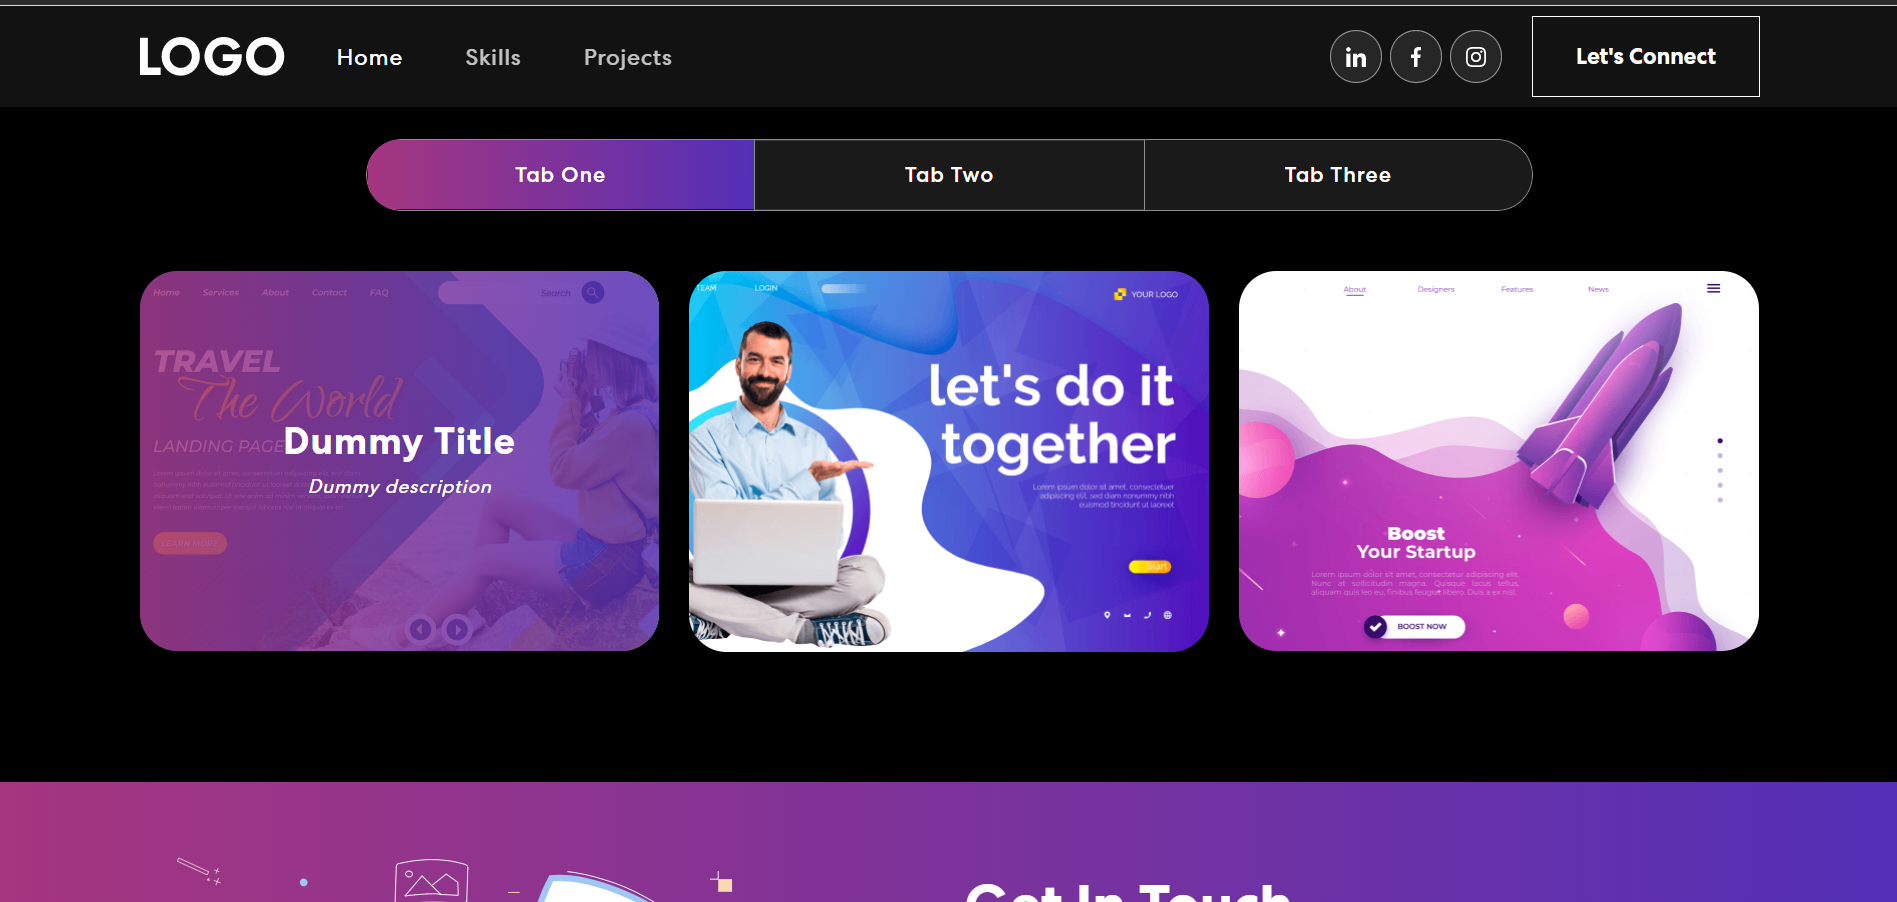 LOGO Home Skills Projects Let's Connect
Tab One Tab Two Tab Three
Home Services About Contact FAQ Search
TRAVEL
The World
LANDING PAGE
Dummy Title
Dummy description
LEARN MORE
TEAM LOGIN YOUR LOGO
let's do it
together
Lorem ipsum dolor sit amet, consectetuer
adipiscing elit, sed diam nonummy nibh
euismod tincidunt ut laoreet
Start
About Designers Features News
Boost
Your Startup
Lorem ipsum dolor sit amet, consectetur adipiscing elit.
Nunc at sollicitudin magna. Quisque lacus tellus,
aliquam quis leo eu, finibus feugiat libero. Duis a ex nisl.
BOOST NOW
Get In Touch